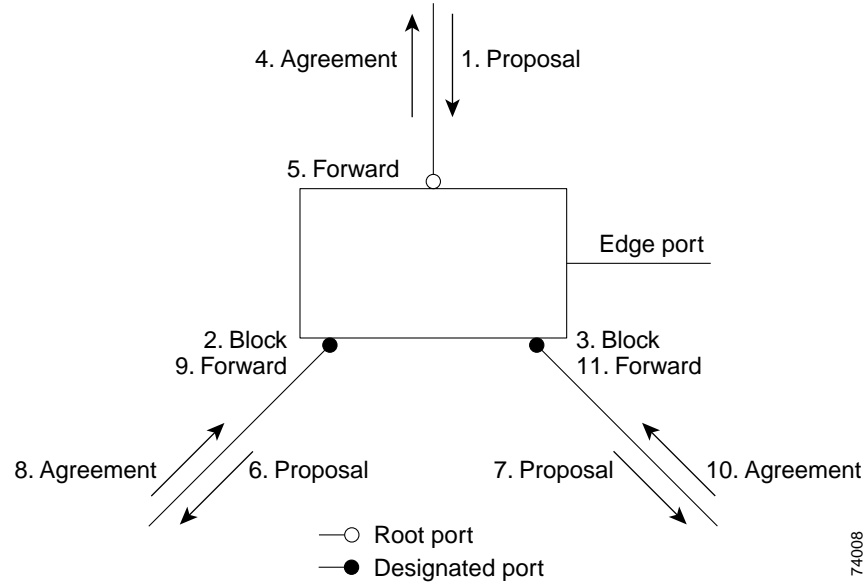 4. Agreement
1. Proposal
5. Forward
Edge port
2. Block
9. Forward
3. Block
11. Forward
8. Agreement
6. Proposal
7. Proposal
10. Agreement
Root port
Designated port
74008